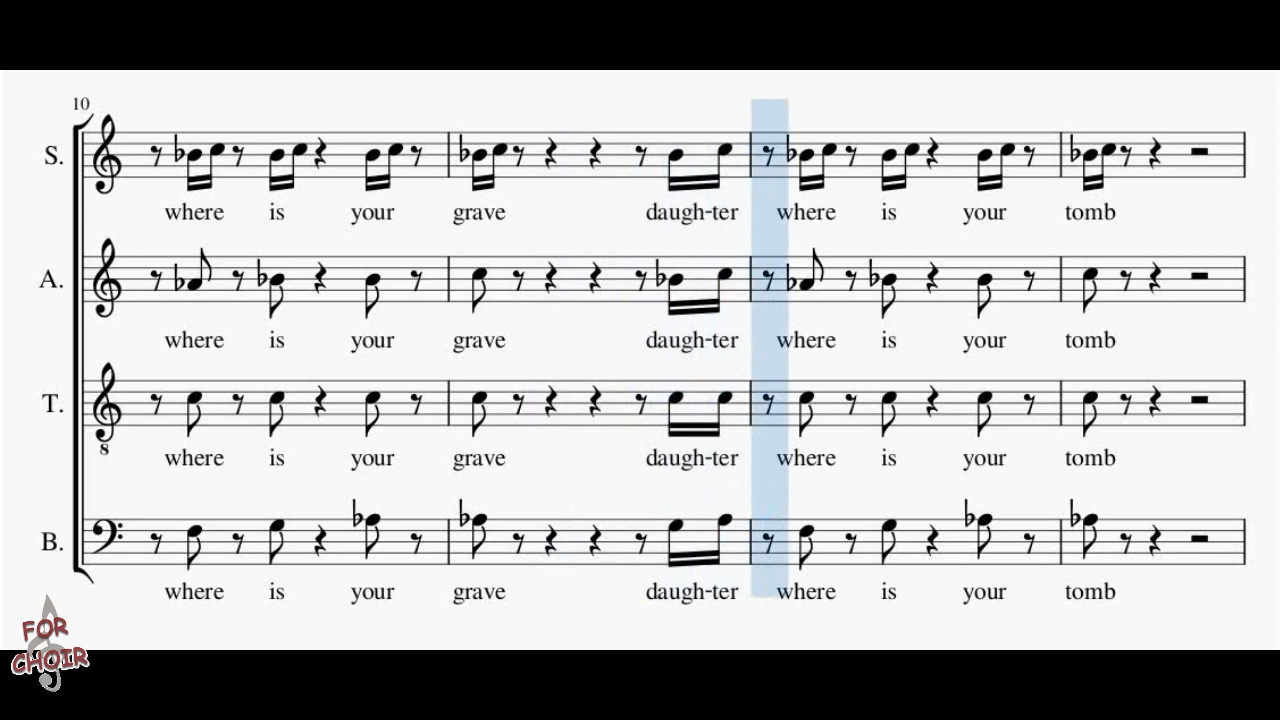 10
S.
where is your grave daugh-ter where is your tomb
A.
where is your grave daugh-ter where is your tomb
T.
8
where is your grave daugh-ter where is your tomb
B.
where is your grave daugh-ter where is your tomb
FOR
CHOIR